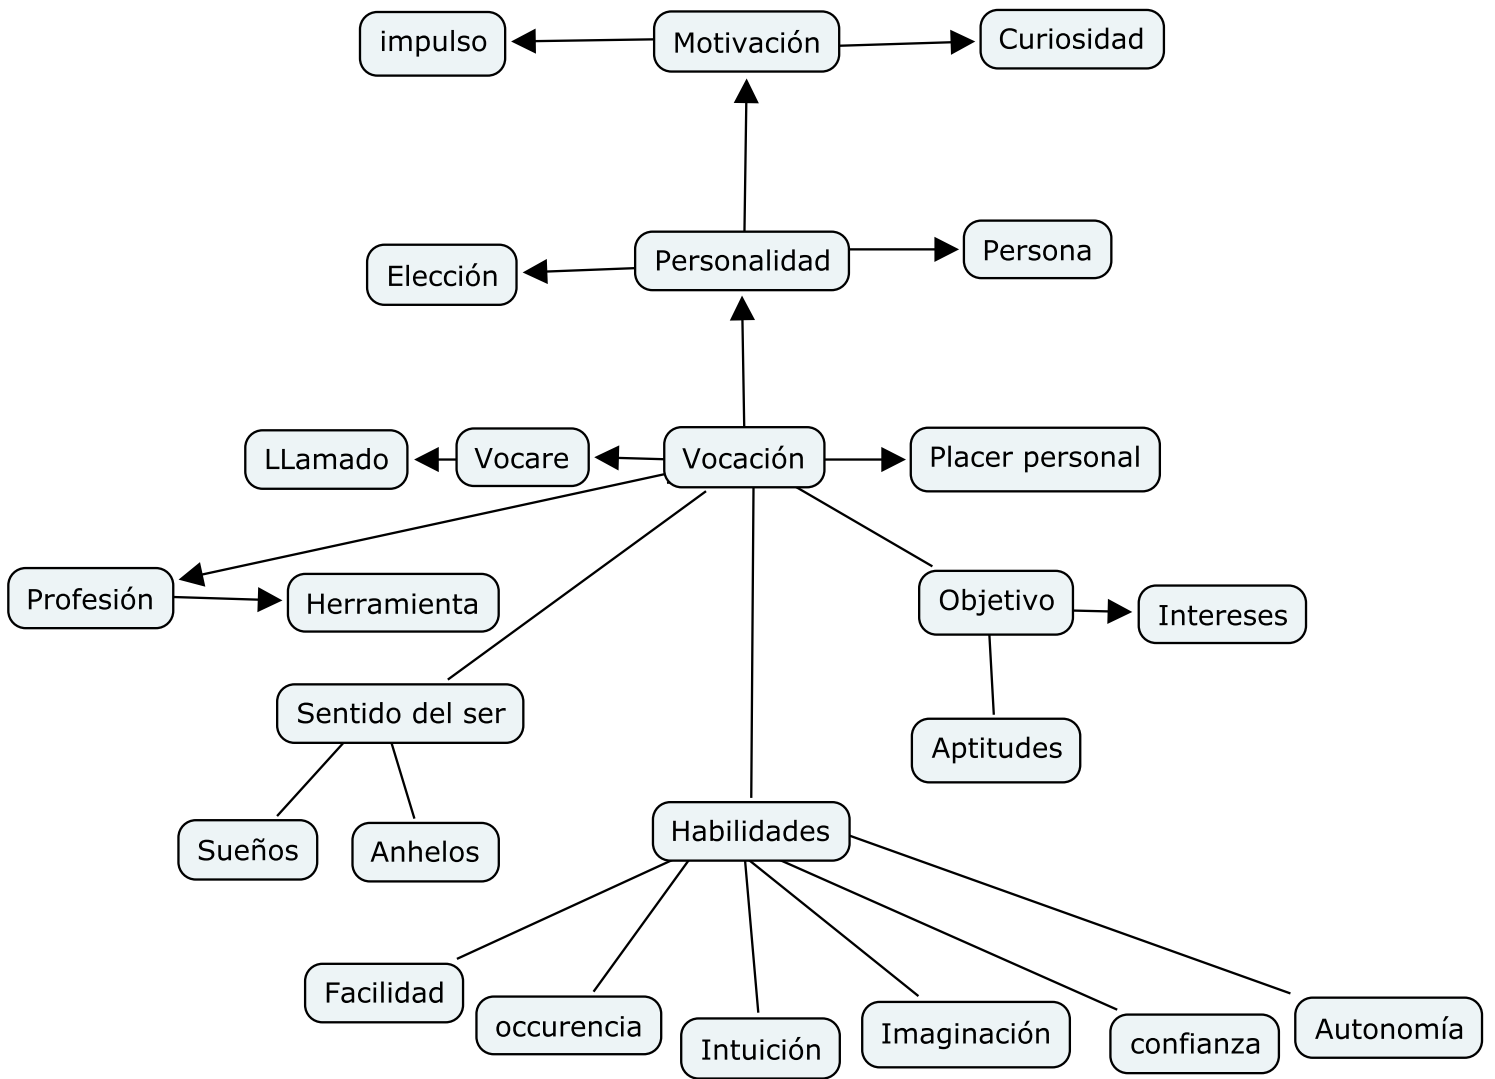 impulso
Motivación
Curiosidad
Elección
Personalidad
Persona
LLamado
Vocare
Vocación
Placer personal
Profesión
Herramienta
Objetivo
Intereses
Sentido del ser
Aptitudes
Sueños
Anhelos
Habilidades
Facilidad
occurencia
Intuición
Imaginación
confianza
Autonomía